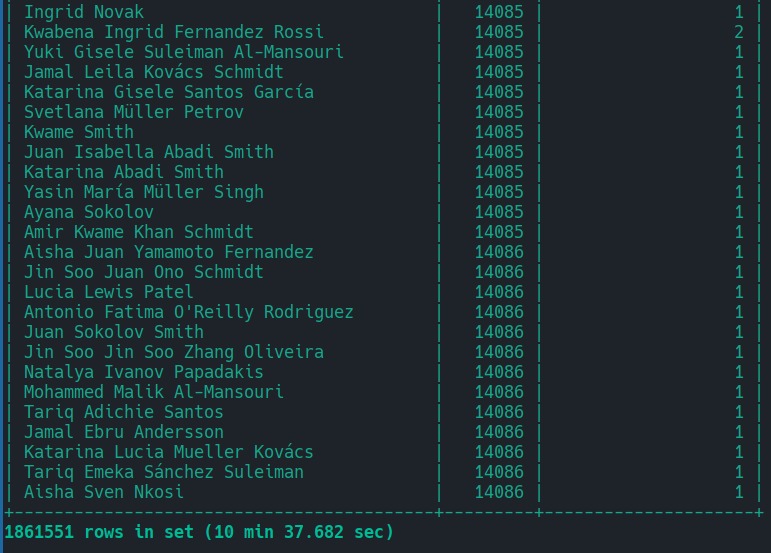 | Ingrid Novak | 14085 | 1 |
| Kwabena Ingrid Fernandez Rossi | 14085 | 2 |
| Yuki Gisele Suleiman Al-Mansouri | 14085 | 1 |
| Jamal Leila Kovács Schmidt | 14085 | 1 |
| Katarina Gisele Santos García | 14085 | 1 |
| Svetlana Müller Petrov | 14085 | 1 |
| Kwame Smith | 14085 | 1 |
| Juan Isabella Abadi Smith | 14085 | 1 |
| Katarina Abadi Smith | 14085 | 1 |
| Yasin María Müller Singh | 14085 | 1 |
| Ayana Sokolov | 14085 | 1 |
| Amir Kwame Khan Schmidt | 14085 | 1 |
| Aisha Juan Yamamoto Fernandez | 14086 | 1 |
| Jin Soo Juan Ono Schmidt | 14086 | 1 |
| Lucia Lewis Patel | 14086 | 1 |
| Antonio Fatima O'Reilly Rodriguez | 14086 | 1 |
| Juan Sokolov Smith | 14086 | 1 |
| Jin Soo Jin Soo Zhang Oliveira | 14086 | 1 |
| Natalya Ivanov Papadakis | 14086 | 1 |
| Mohammed Malik Al-Mansouri | 14086 | 1 |
| Tariq Adichie Santos | 14086 | 1 |
| Jamal Ebru Andersson | 14086 | 1 |
| Katarina Lucia Mueller Kovács | 14086 | 1 |
| Tariq Emeka Sánchez Suleiman | 14086 | 1 |
| Aisha Sven Nkosi | 14086 | 1 |
+------------------------------------------+---------+---------------------+
1861551 rows in set (10 min 37.682 sec)